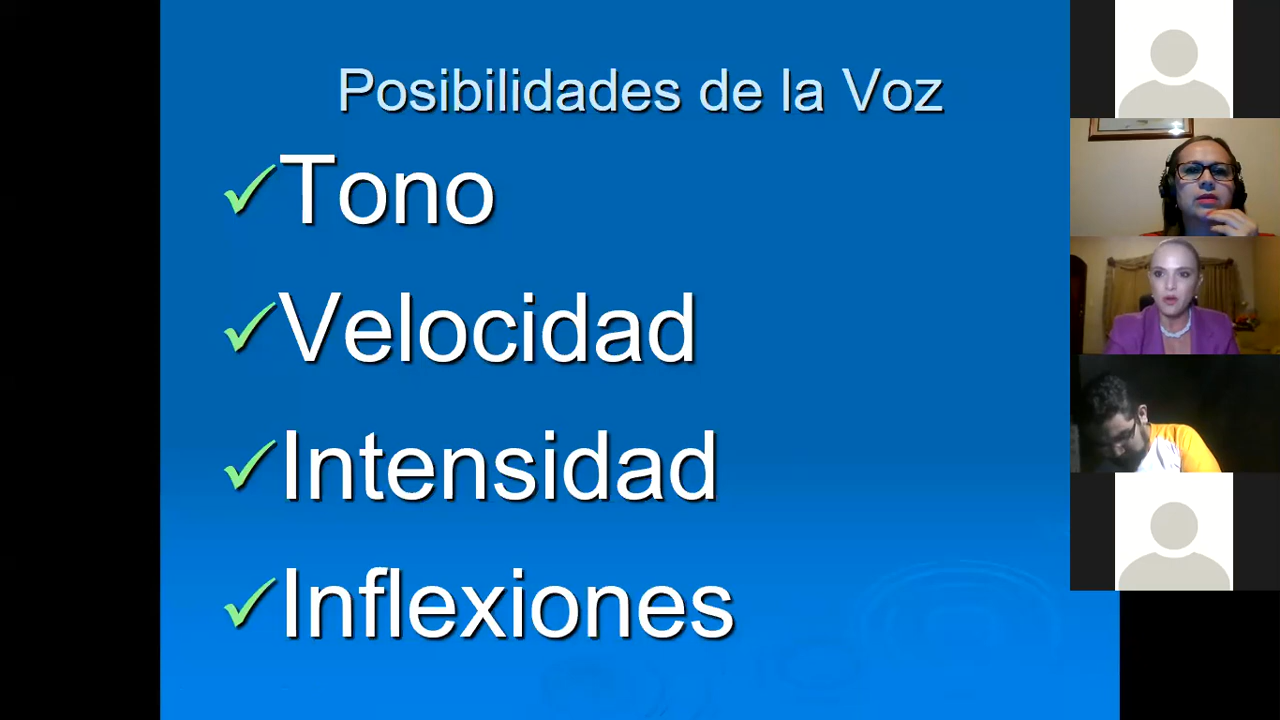 Posibilidades de la Voz
Tono
Velocidad
Intensidad
Inflexiones